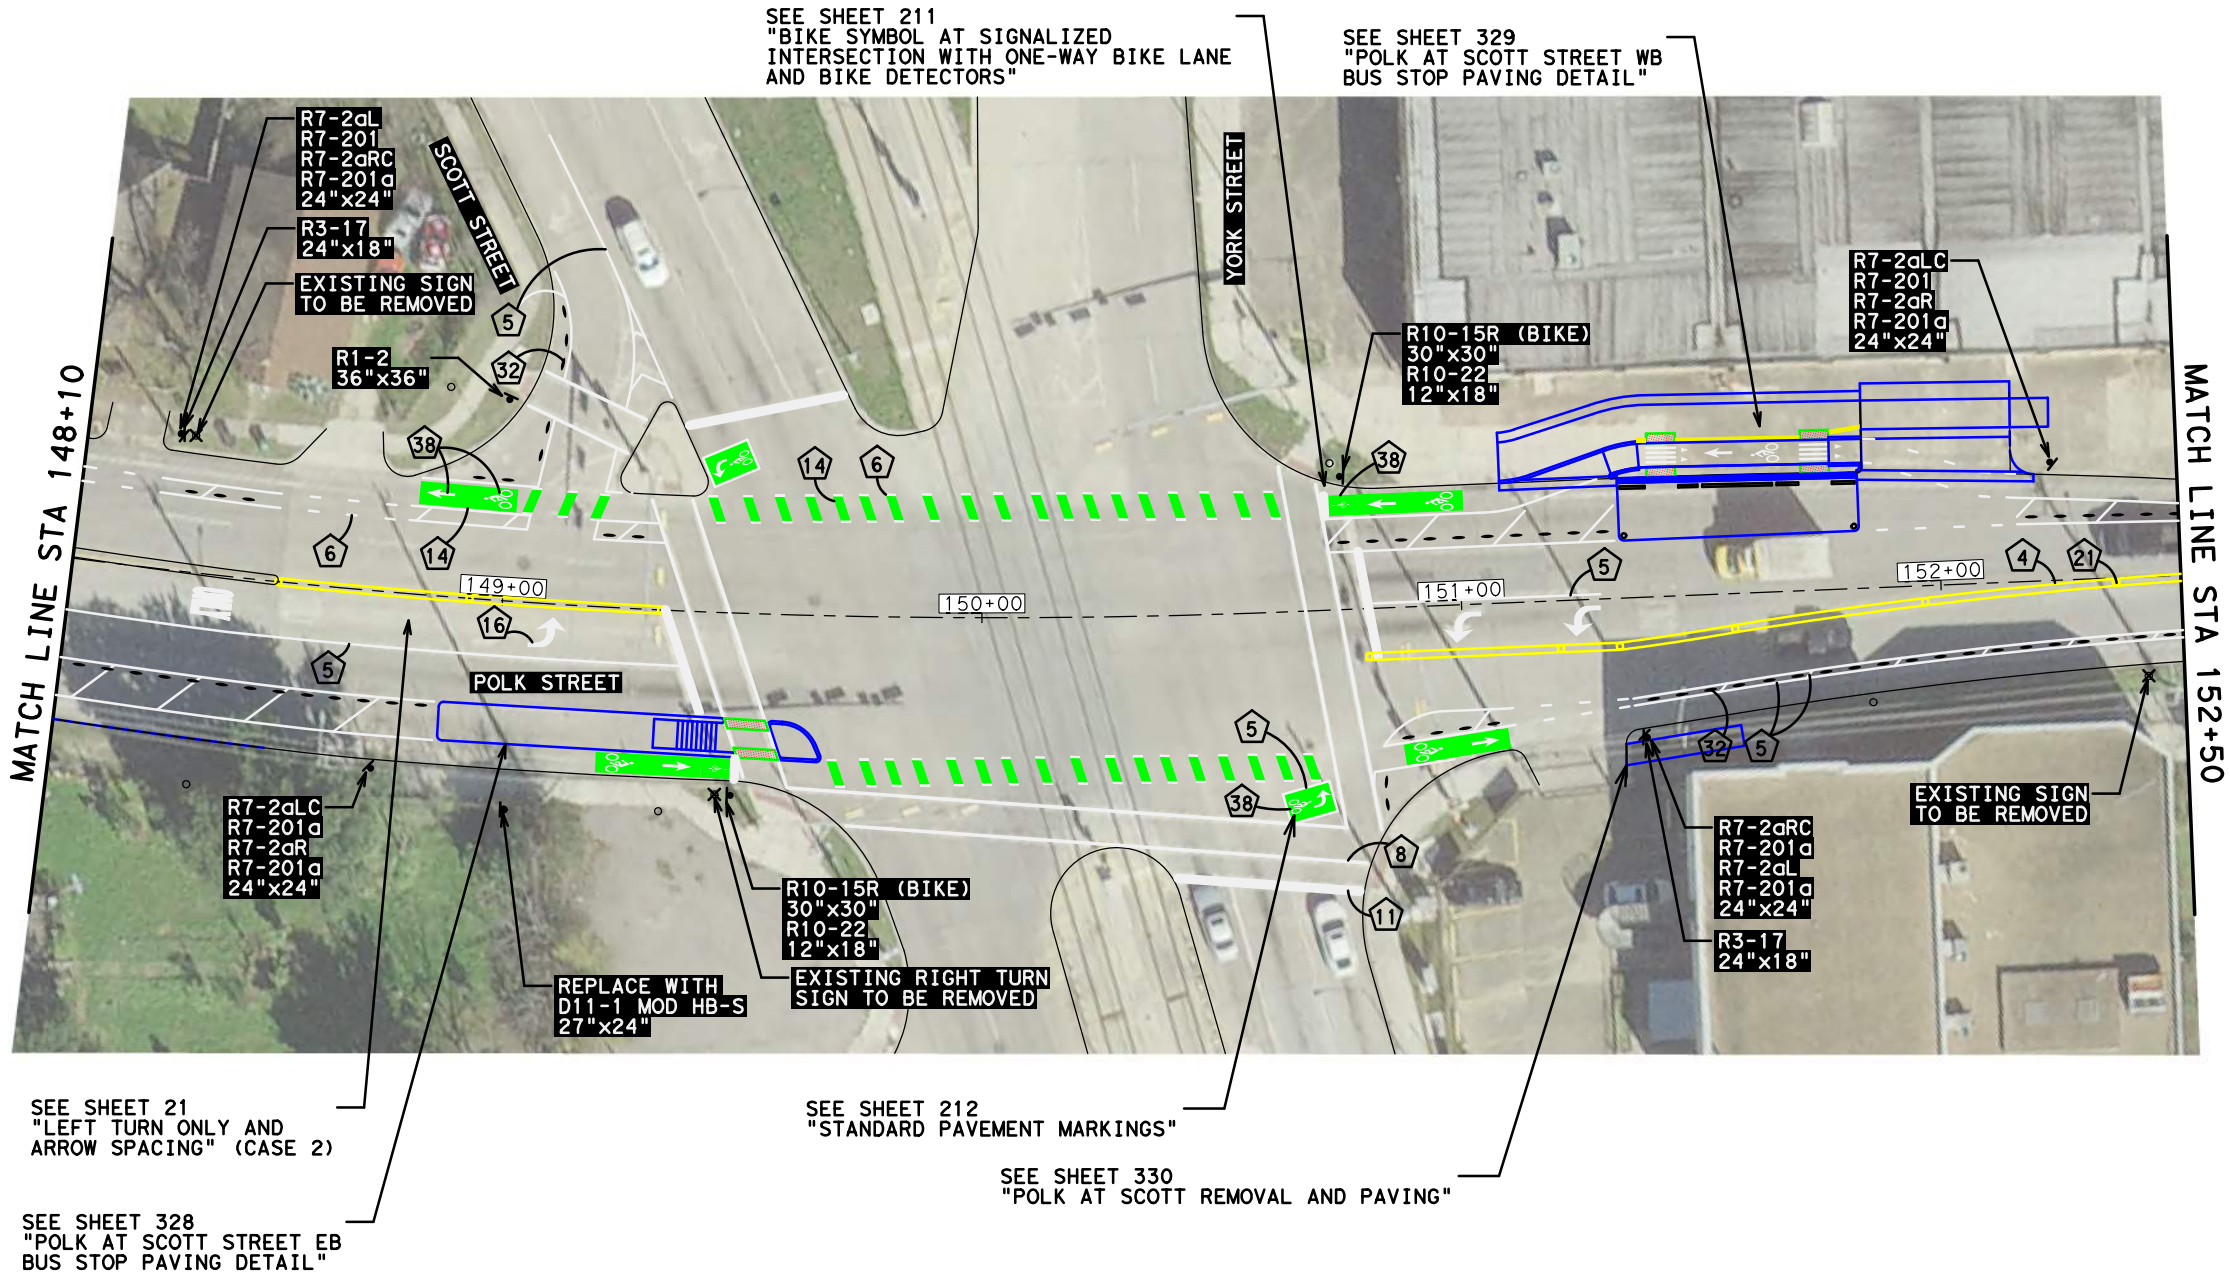 SEE SHEET 211
"BIKE SYMBOL AT SIGNALIZED
INTERSECTION WITH ONE-WAY BIKE LANE
AND BIKE DETECTORS"
SEE SHEET 329
"POLK AT SCOTT STREET WB
BUS STOP PAVING DETAIL"
R7-2aL
R7-201
R7-2aRC
R7-201a
24"x24"
R3-17
24"x18"
EXISTING SIGN
TO BE REMOVED
R1-2
36"x36"
SCOTT STREET
YORK STREET
R10-15R (BIKE)
30"x30"
R10-22
12"x18"
R7-2aLC
R7-201
R7-2aR
R7-201a
24"x24"
MATCH LINE STA 148+10
MATCH LINE STA 152+50
5
32
38
14
6
38
6
14
149+00
150+00
151+00
152+00
5
4
21
16
5
POLK STREET
5
38
32
5
8
11
R7-2aLC
R7-201a
R7-2aR
R7-201a
24"x24"
R10-15R (BIKE)
30"x30"
R10-22
12"x18"
REPLACE WITH
D11-1 MOD HB-S
27"x24"
EXISTING RIGHT TURN
SIGN TO BE REMOVED
EXISTING SIGN
TO BE REMOVED
R7-2aRC
R7-201a
R7-2aL
R7-201a
24"x24"
R3-17
24"x18"
SEE SHEET 21
"LEFT TURN ONLY AND
ARROW SPACING" (CASE 2)
SEE SHEET 212
"STANDARD PAVEMENT MARKINGS"
SEE SHEET 330
"POLK AT SCOTT REMOVAL AND PAVING"
SEE SHEET 328
"POLK AT SCOTT STREET EB
BUS STOP PAVING DETAIL"